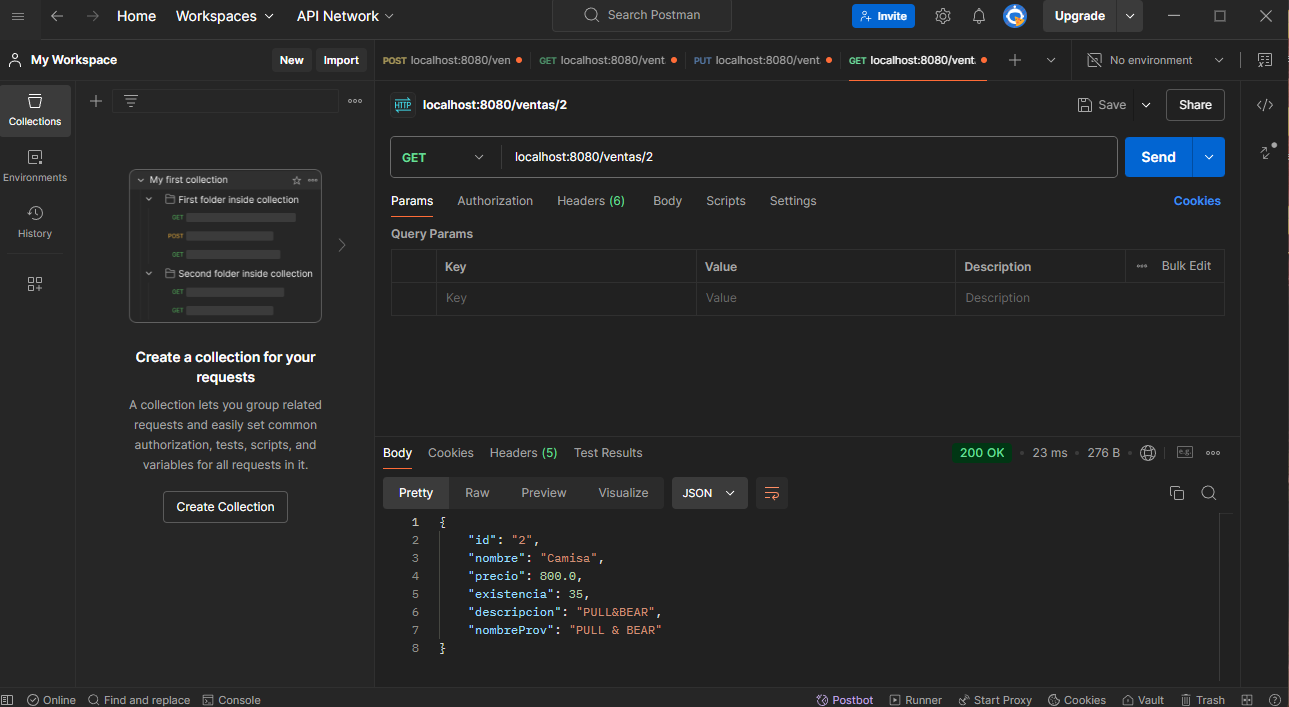 Home Workspaces API Network Search Postman Invite Upgrade
My Workspace New Import POST localhost:8080/ven GET localhost:8080/vent PUT localhost:8080/vent GET localhost:8080/vent No environment
Collections
Environments
History
My first collection
First folder inside collection
GET
POST
GET
Second folder inside collection
GET
GET
Create a collection for your
requests
A collection lets you group related
requests and easily set common
authorization, tests, scripts, and
variables for all requests in it.
Create Collection
HTTP localhost:8080/ventas/2 Save Share
GET localhost:8080/ventas/2 Send
Params Authorization Headers (6) Body Scripts Settings Cookies
Query Params
Key Value Description Bulk Edit
Key Value Description
Body Cookies Headers (5) Test Results 200 OK 23 ms 276 B e.g.
Pretty Raw Preview Visualize JSON
1 {
2 "id": "2",
3 "nombre": "Camisa",
4 "precio": 800.0,
5 "existencia": 35,
6 "descripcion": "PULL&BEAR",
7 "nombreProv": "PULL & BEAR"
8 }
Online Find and replace Console Postbot Runner Start Proxy Cookies Vault Trash